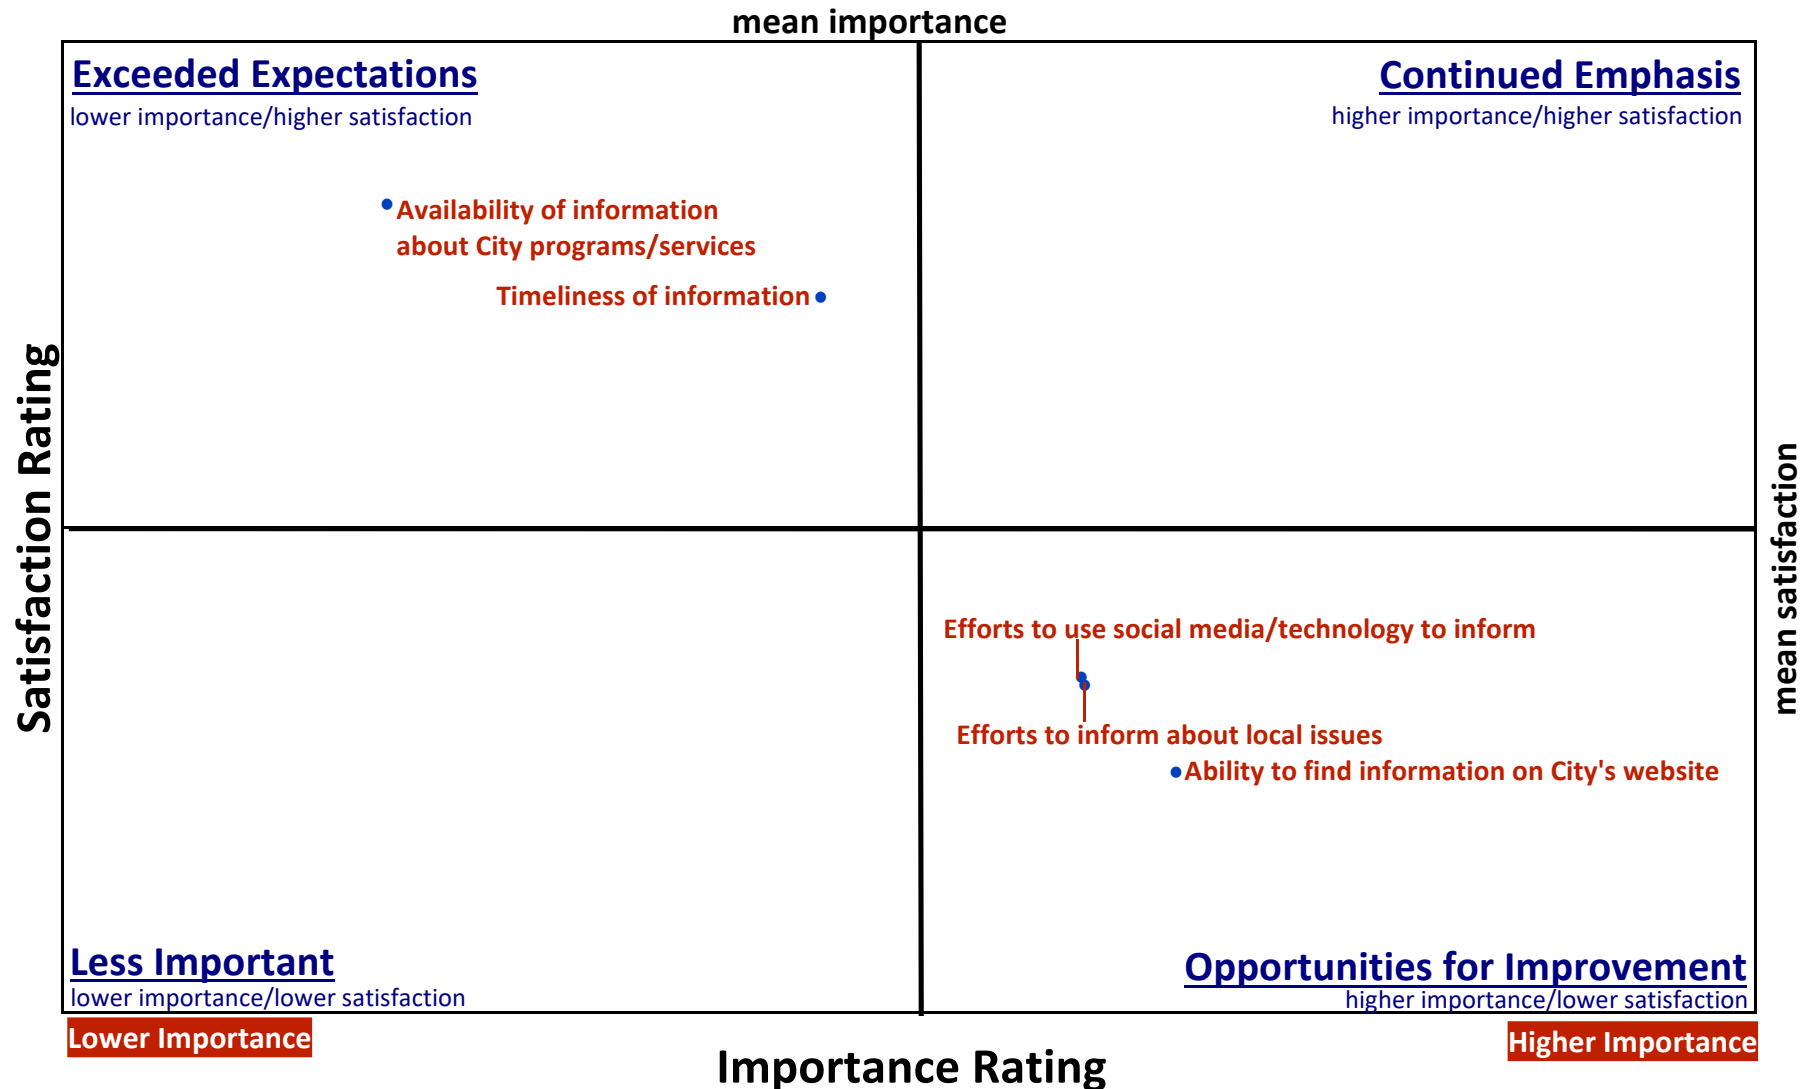 mean importance
Exceeded Expectations
lower importance/higher satisfaction
Continued Emphasis
higher importance/higher satisfaction
Availability of information
about City programs/services
Timeliness of information
Satisfaction Rating
mean satisfaction
Efforts to use social media/technology to inform
Efforts to inform about local issues
Ability to find information on City's website
Less Important
lower importance/lower satisfaction
Opportunities for Improvement
higher importance/lower satisfaction
Lower Importance
Importance Rating
Higher Importance